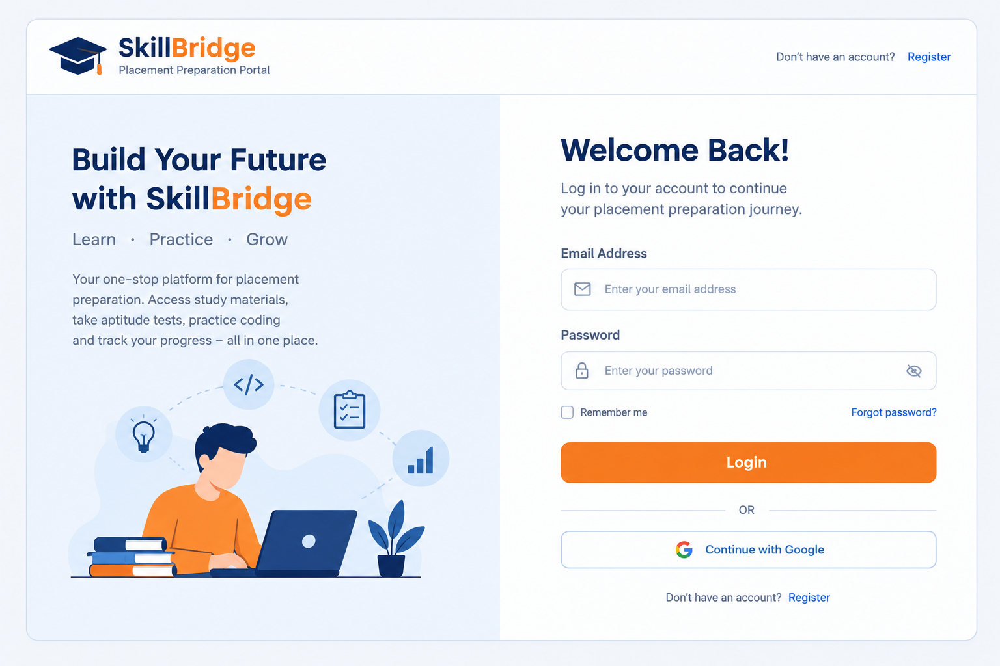 SkillBridge
Placement Preparation Portal
Don't have an account? Register
Build Your Future
with SkillBridge
Learn · Practice · Grow
Your one-stop platform for placement
preparation. Access study materials,
take aptitude tests, practice coding
and track your progress – all in one place.
</>
Welcome Back!
Log in to your account to continue
your placement preparation journey.
Email Address
Enter your email address
Password
Enter your password
Remember me
Forgot password?
Login
OR
Continue with Google
Don't have an account? Register